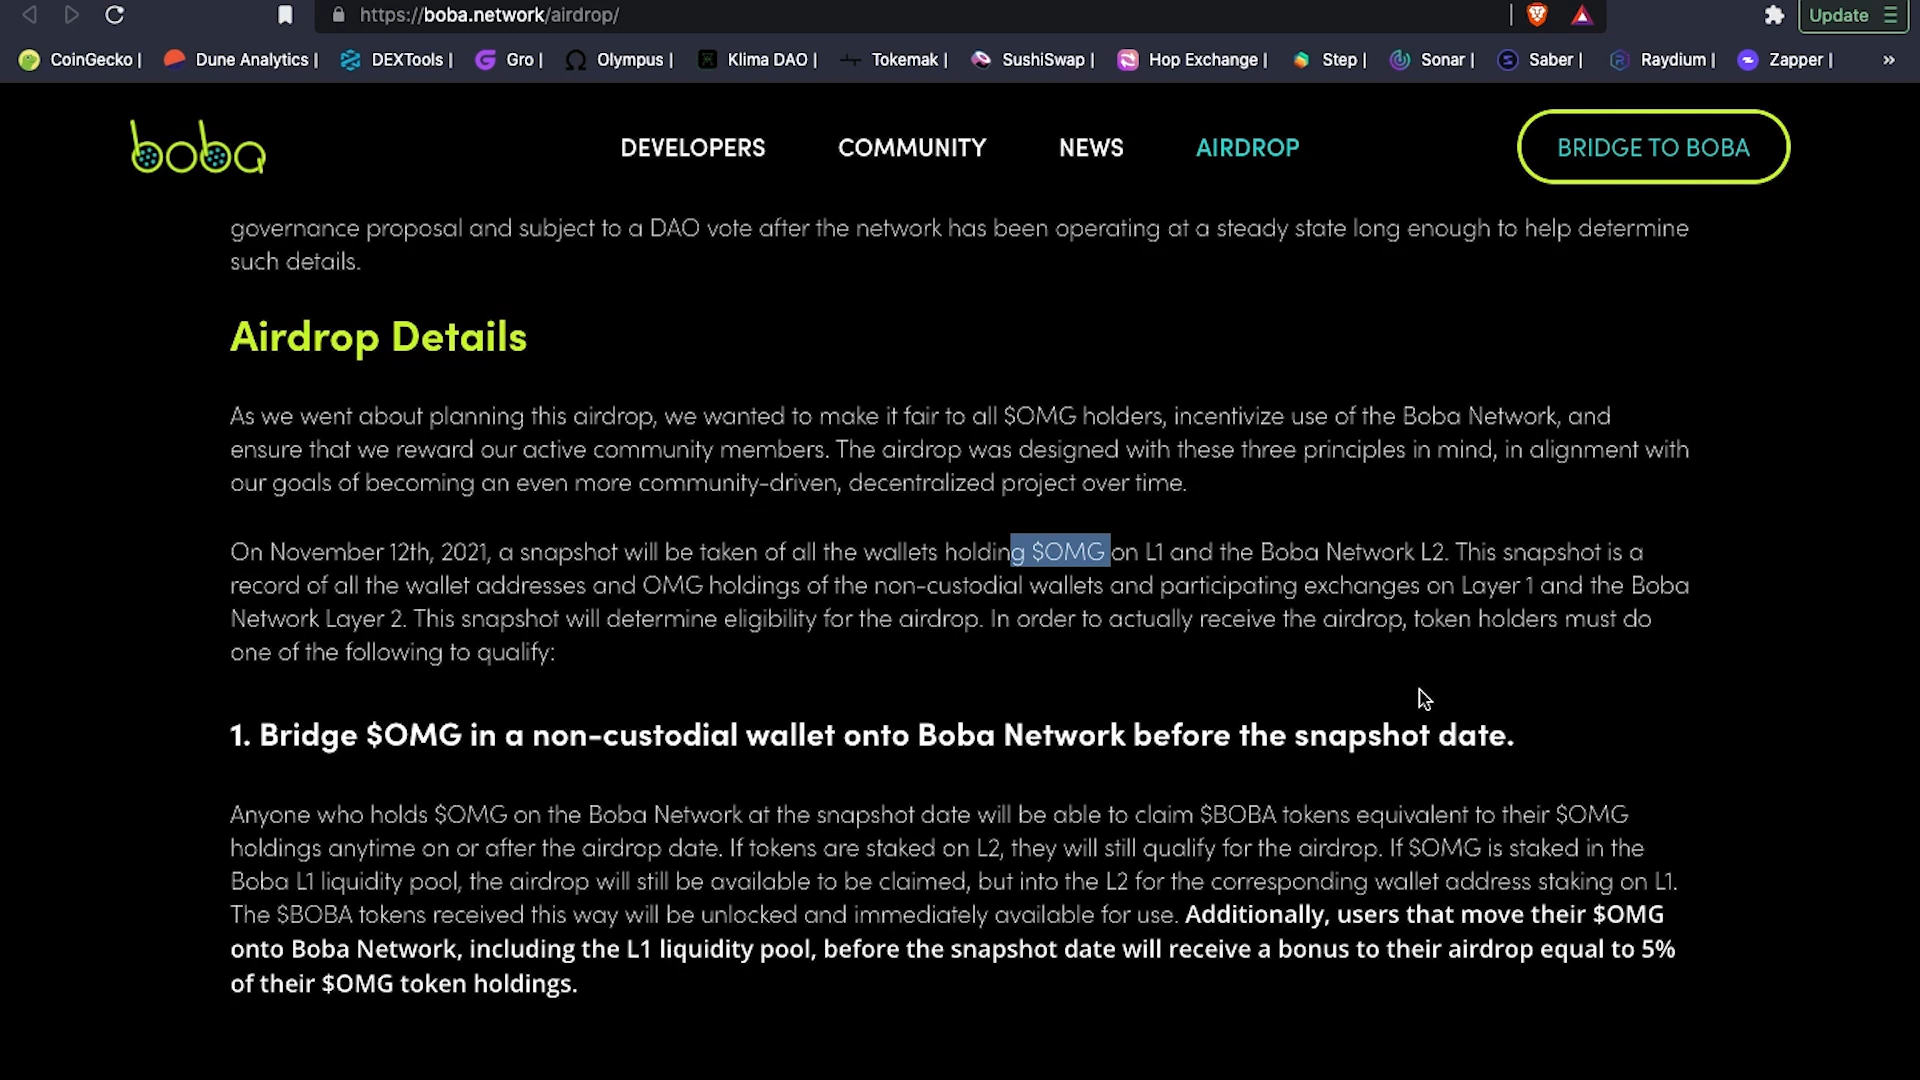 https://boba.network/airdrop/
Update
CoinGecko | Dune Analytics | DEXTools | Gro | Olympus | Klima DAO | Tokemak | SushiSwap | Hop Exchange | Step | Sonar | Saber | Raydium | Zapper | »
boba DEVELOPERS COMMUNITY NEWS AIRDROP BRIDGE TO BOBA
governance proposal and subject to a DAO vote after the network has been operating at a steady state long enough to help determine
such details.
Airdrop Details
As we went about planning this airdrop, we wanted to make it fair to all $OMG holders, incentivize use of the Boba Network, and
ensure that we reward our active community members. The airdrop was designed with these three principles in mind, in alignment with
our goals of becoming an even more community-driven, decentralized project over time.
On November 12th, 2021, a snapshot will be taken of all the wallets holding $OMG on L1 and the Boba Network L2. This snapshot is a
record of all the wallet addresses and OMG holdings of the non-custodial wallets and participating exchanges on Layer 1 and the Boba
Network Layer 2. This snapshot will determine eligibility for the airdrop. In order to actually receive the airdrop, token holders must do
one of the following to qualify:
1. Bridge $OMG in a non-custodial wallet onto Boba Network before the snapshot date.
Anyone who holds $OMG on the Boba Network at the snapshot date will be able to claim $BOBA tokens equivalent to their $OMG
holdings anytime on or after the airdrop date. If tokens are staked on L2, they will still qualify for the airdrop. If $OMG is staked in the
Boba L1 liquidity pool, the airdrop will still be available to be claimed, but into the L2 for the corresponding wallet address staking on L1.
The $BOBA tokens received this way will be unlocked and immediately available for use. Additionally, users that move their $OMG
onto Boba Network, including the L1 liquidity pool, before the snapshot date will receive a bonus to their airdrop equal to 5%
of their $OMG token holdings.